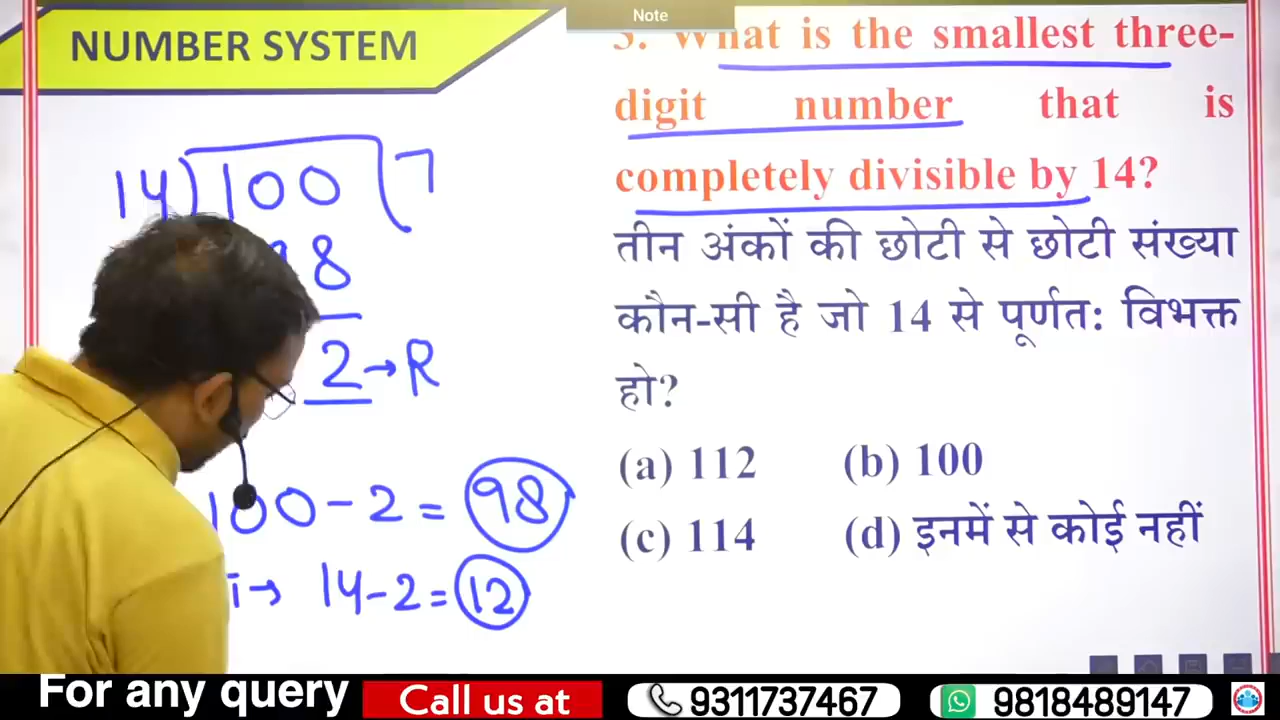 Note
NUMBER SYSTEM
3. What is the smallest three-
digit number that is
completely divisible by 14?
तीन अंकों की छोटी से छोटी संख्या
कौन-सी है जो 14 से पूर्णत: विभक्त
हो?
(a) 112 (b) 100
(c) 114 (d) इनमें से कोई नहीं
14) 100 ( 7
98
2 → R
100 - 2 = 98
→ 14 - 2 = 12
For any query
Call us at
9311737467
9818489147